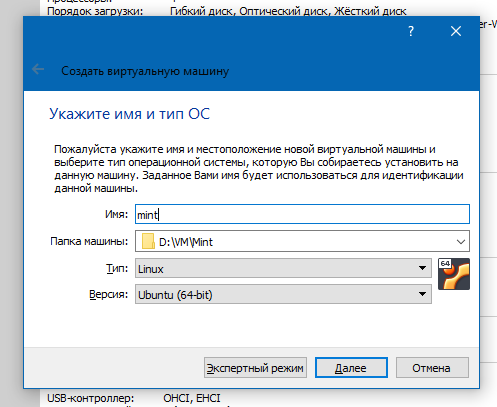 Порядок загрузки: Гибкий диск, Оптический диск, Жёсткий диск
?
Создать виртуальную машину
Укажите имя и тип ОС
Пожалуйста укажите имя и местоположение новой виртуальной машины и
выберите тип операционной системы, которую Вы собираетесь установить на
данную машину. Заданное Вами имя будет использоваться для идентификации
данной машины.
Имя: mint
Папка машины: D:\VM\Mint
Тип: Linux
64
Версия: Ubuntu (64-bit)
Экспертный режим Далее Отмена
USB-контроллер: OHCI, EHCI